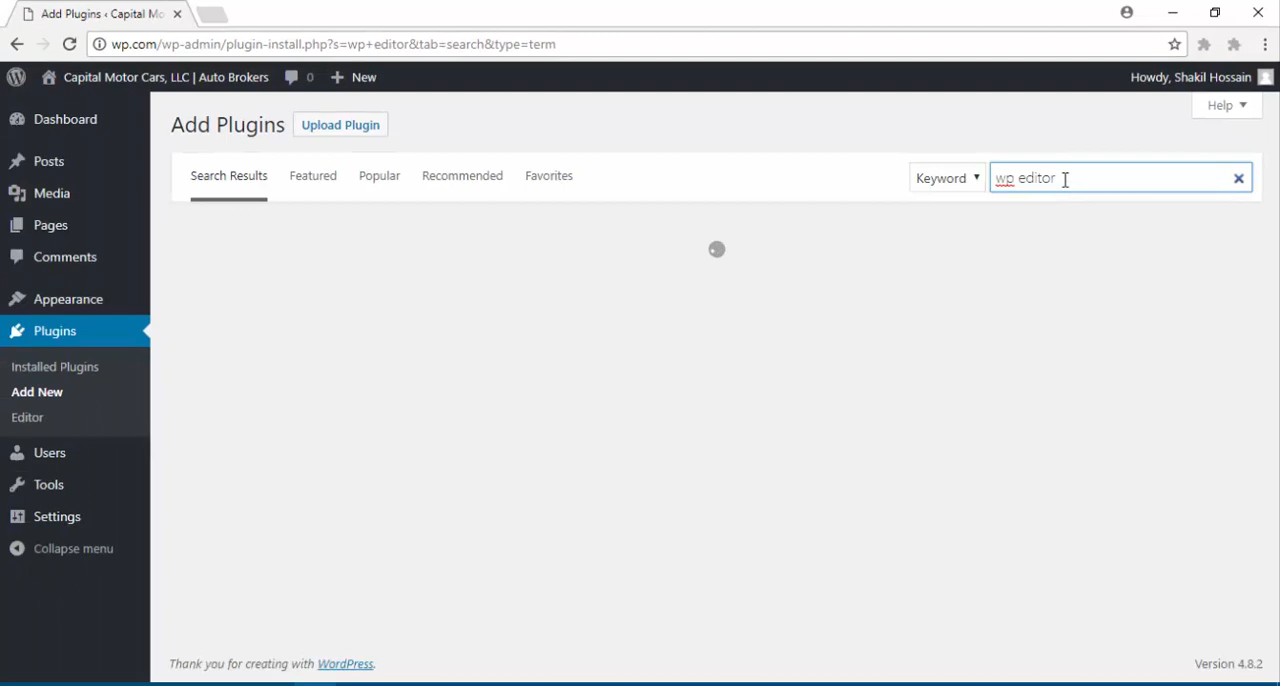 Add Plugins ‹ Capital Mo
wp.com/wp-admin/plugin-install.php?s=wp+editor&tab=search&type=term
Capital Motor Cars, LLC | Auto Brokers 0 New Howdy, Shakil Hossain
Help
Add Plugins Upload Plugin
Search Results Featured Popular Recommended Favorites Keyword wp editor
Dashboard
Posts
Media
Pages
Comments
Appearance
Plugins
Installed Plugins
Add New
Editor
Users
Tools
Settings
Collapse menu
Thank you for creating with WordPress. Version 4.8.2